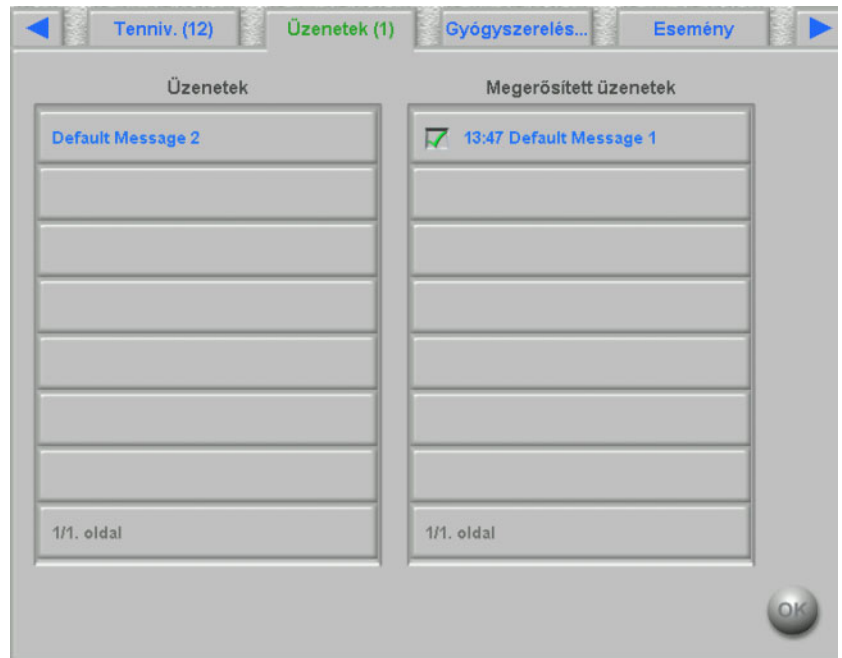 Tenniv. (12)
Üzenetek (1)
Gyógyszerelés...
Esemény
Üzenetek
Megerősített üzenetek
Default Message 2
13:47 Default Message 1
1/1. oldal
1/1. oldal
OK